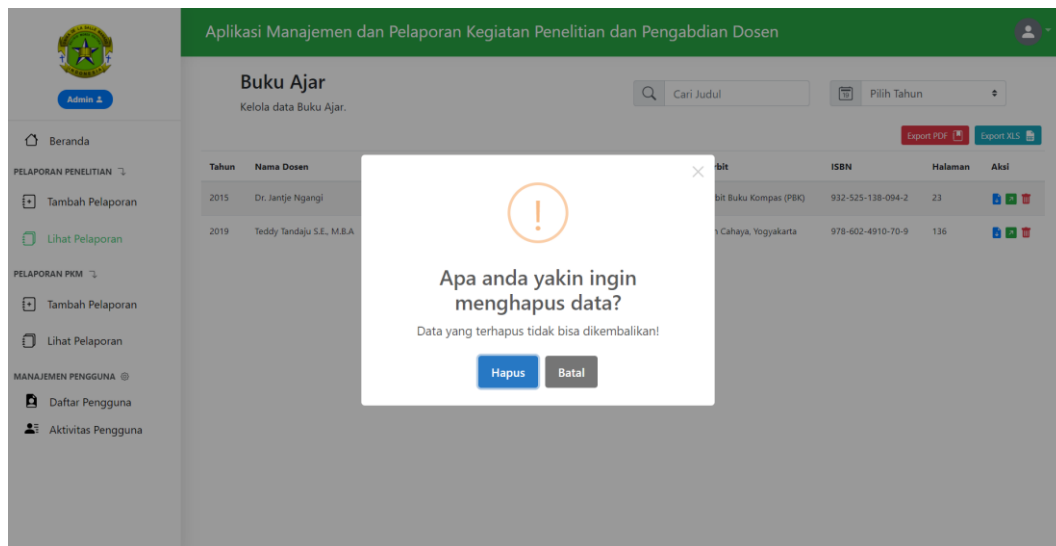 Aplikasi Manajemen dan Pelaporan Kegiatan Penelitian dan Pengabdian Dosen
Admin
Beranda
PELAPORAN PENELITIAN
Tambah Pelaporan
Lihat Pelaporan
PELAPORAN PKM
Tambah Pelaporan
Lihat Pelaporan
MANAJEMEN PENGGUNA
Daftar Pengguna
Aktivitas Pengguna
Buku Ajar
Kelola data Buku Ajar.
Cari Judul
Pilih Tahun
Export PDF
Export XLS
Tahun Nama Dosen ISBN Halaman Aksi
2015 Dr. Jantje Ngangi Buku Kompas (PBK) 932-525-138-094-2 23
2019 Teddy Tandaju S.E., M.B.A Cahaya, Yogyakarta 978-602-4910-70-9 136
!
Apa anda yakin ingin
menghapus data?
Data yang terhapus tidak bisa dikembalikan!
Hapus Batal